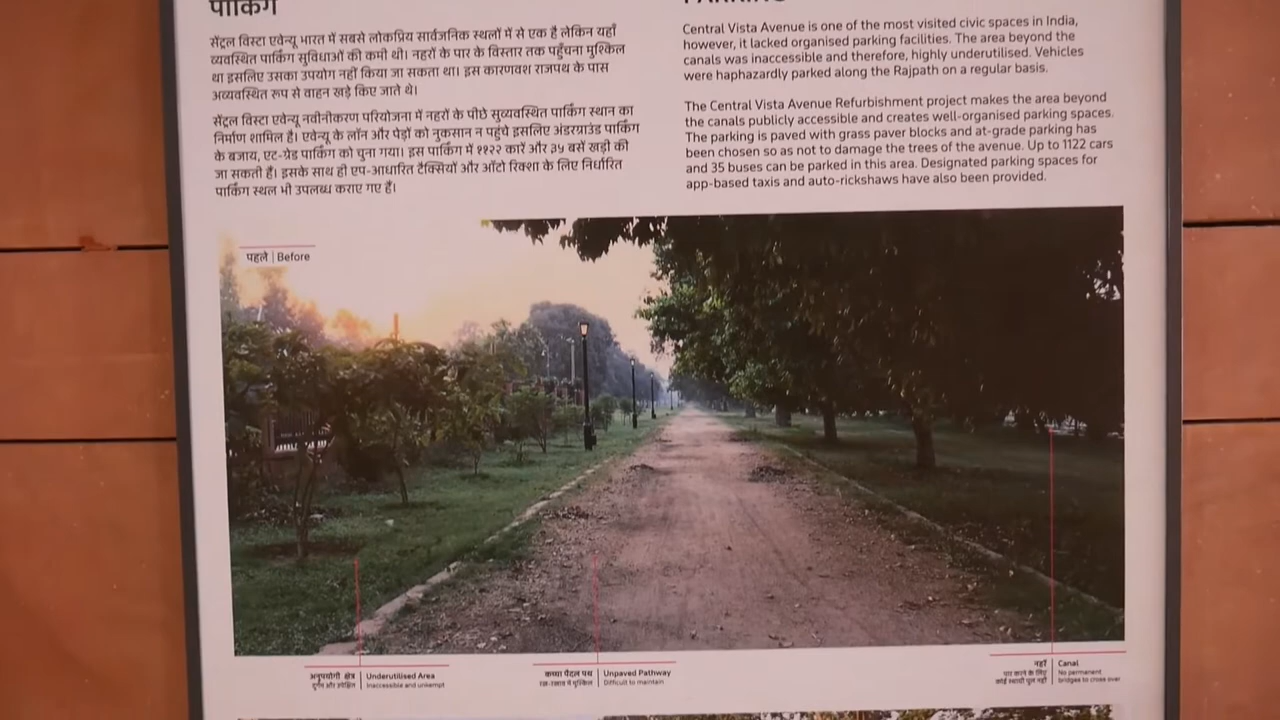 पार्किंग
सेंट्रल विस्टा एवेन्यू भारत में सबसे लोकप्रिय सार्वजनिक स्थलों में से एक है लेकिन यहाँ
व्यवस्थित पार्किंग सुविधाओं की कमी थी। नहरों के पार के विस्तार तक पहुँचना मुश्किल
था इसलिए उसका उपयोग नहीं किया जा सकता था। इस कारणवश राजपथ के पास
अव्यवस्थित रूप से वाहन खड़े किए जाते थे।
सेंट्रल विस्टा एवेन्यू नवीनीकरण परियोजना में नहरों के पीछे सुव्यवस्थित पार्किंग स्थान का
निर्माण शामिल है। एवेन्यू के लॉन और पेड़ों को नुकसान न पहुंचे इसलिए अंडरग्राउंड पार्किंग
के बजाय, एट-ग्रेड पार्किंग को चुना गया। इस पार्किंग में ११२२ कारें और ३५ बसें खड़ी की
जा सकती हैं। इसके साथ ही एप-आधारित टैक्सियों और ऑटो रिक्शा के लिए निर्धारित
पार्किंग स्थल भी उपलब्ध कराए गए हैं।
PARKING
Central Vista Avenue is one of the most visited civic spaces in India,
however, it lacked organised parking facilities. The area beyond the
canals was inaccessible and therefore, highly underutilised. Vehicles
were haphazardly parked along the Rajpath on a regular basis.
The Central Vista Avenue Refurbishment project makes the area beyond
the canals publicly accessible and creates well-organised parking spaces.
The parking is paved with grass paver blocks and at-grade parking has
been chosen so as not to damage the trees of the avenue. Up to 1122 cars
and 35 buses can be parked in this area. Designated parking spaces for
app-based taxis and auto-rickshaws have also been provided.
पहले | Before
अनुपयोगी क्षेत्र
दुर्गम और उपेक्षित
Underutilised Area
Inaccessible and unkempt
कच्चा पैदल पथ
रख-रखाव में मुश्किल
Unpaved Pathway
Difficult to maintain
नहरें
पार करने के लिए
कोई स्थायी पुल नहीं
Canal
No permanent
bridges to cross over